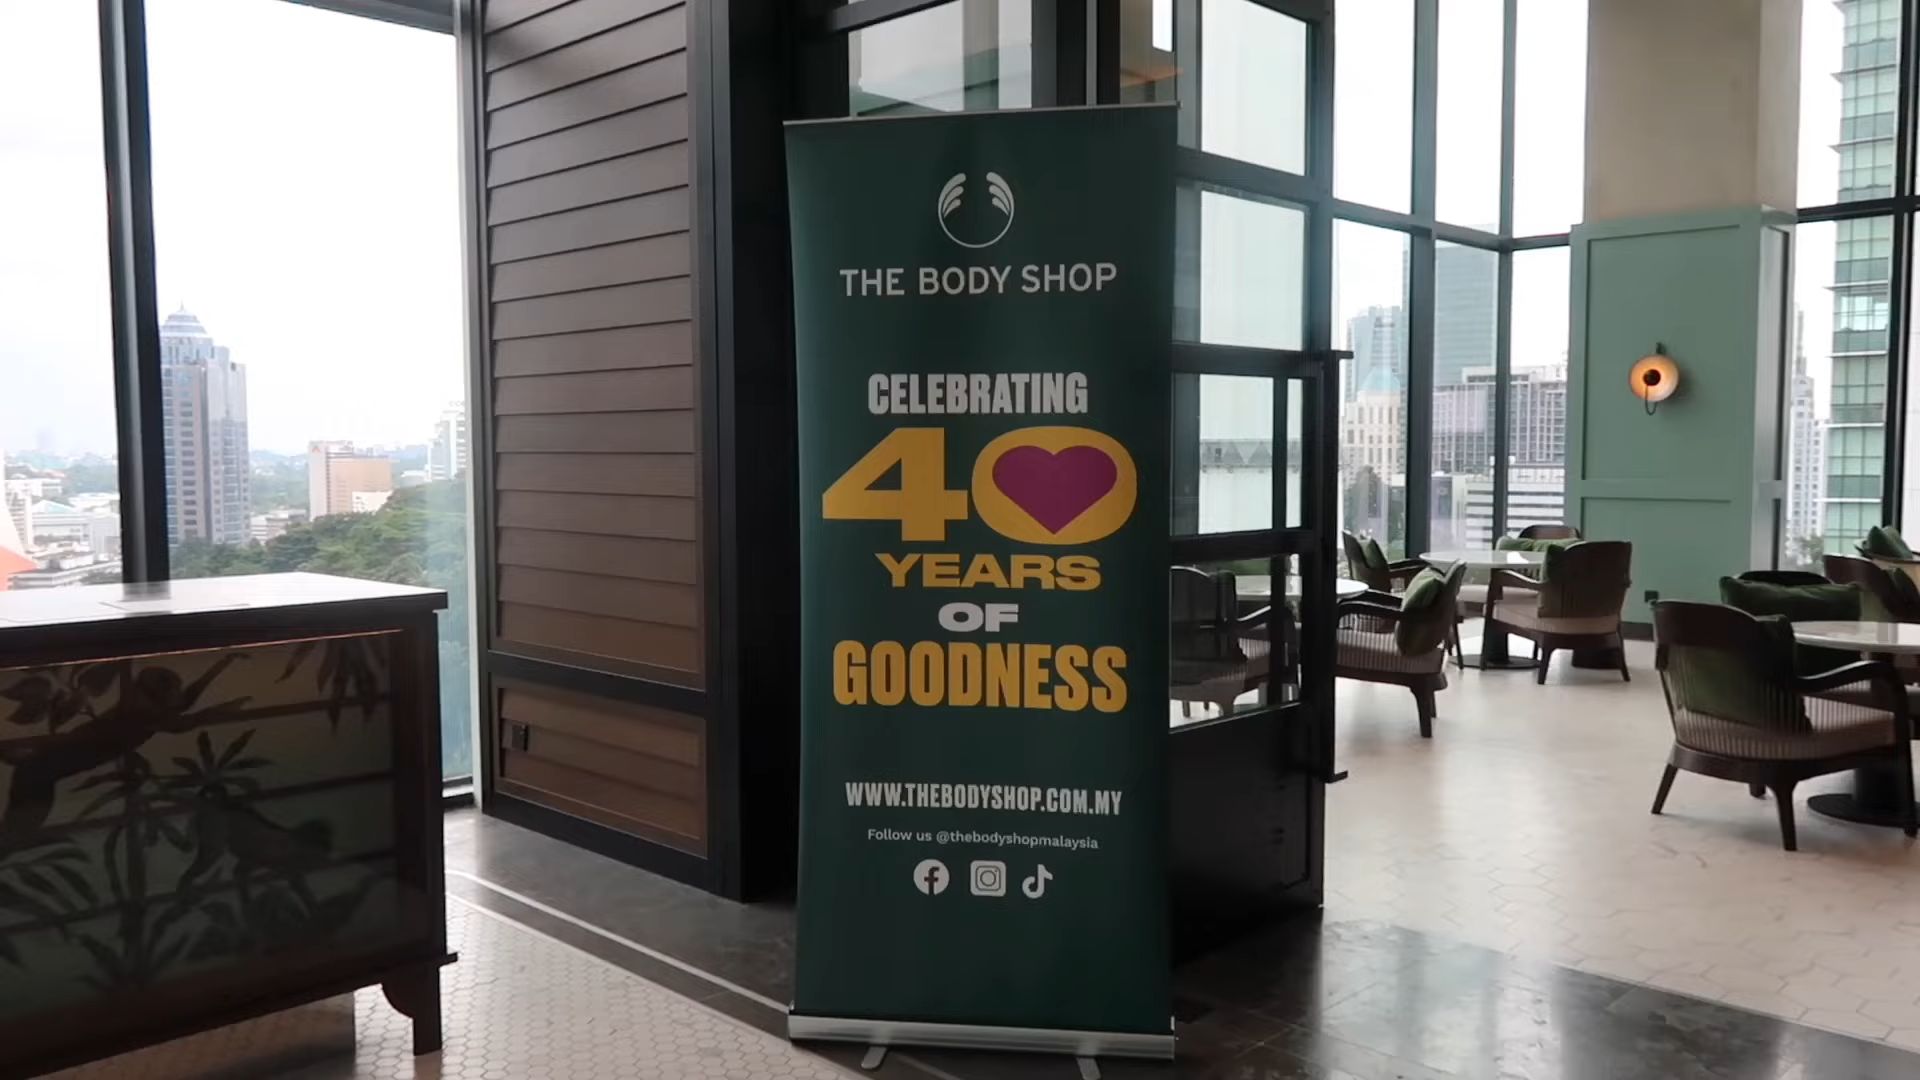 THE BODY SHOP
CELEBRATING
40
YEARS
OF
GOODNESS
WWW.THEBODYSHOP.COM.MY
Follow us @thebodyshopmalaysia